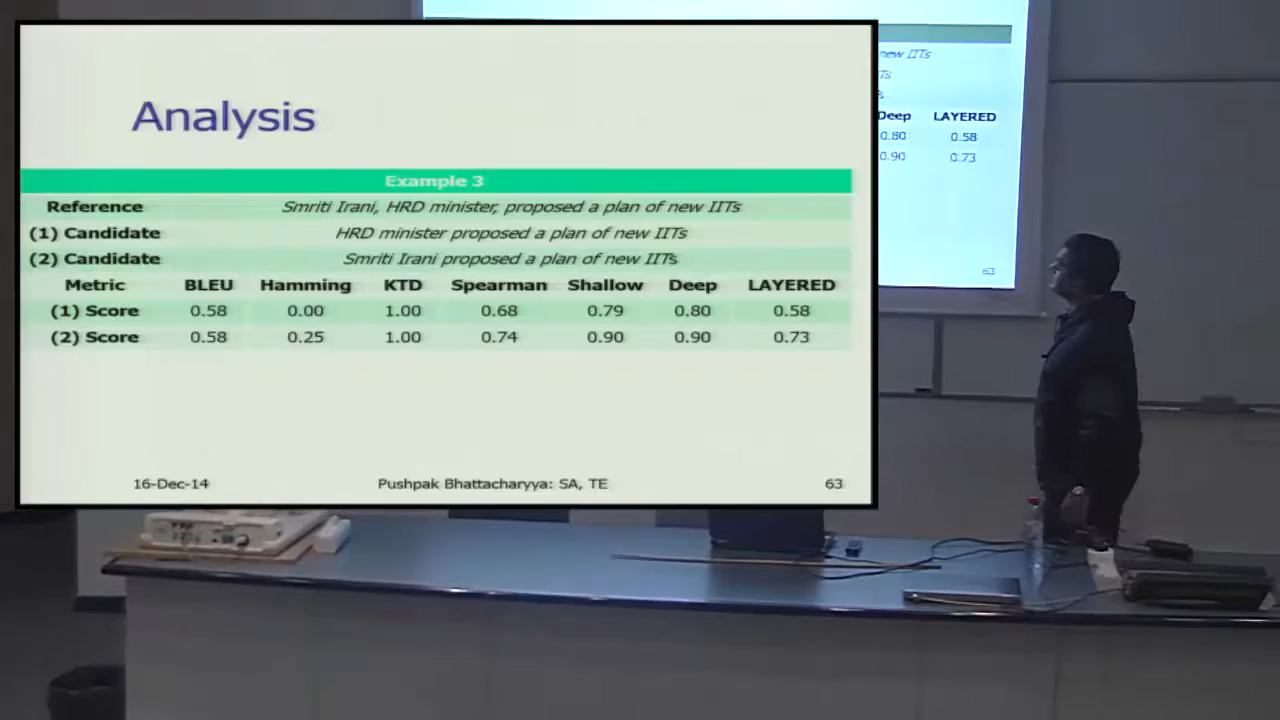 Analysis
Example 3
Reference Smriti Irani, HRD minister, proposed a plan of new IITs
(1) Candidate HRD minister proposed a plan of new IITs
(2) Candidate Smriti Irani proposed a plan of new IITs
Metric BLEU Hamming KTD Spearman Shallow Deep LAYERED
(1) Score 0.58 0.00 1.00 0.68 0.79 0.80 0.58
(2) Score 0.58 0.25 1.00 0.74 0.90 0.90 0.73
16-Dec-14 Pushpak Bhattacharyya: SA, TE 63
new IITs
Ts
s
Deep LAYERED
0.80 0.58
0.90 0.73
63